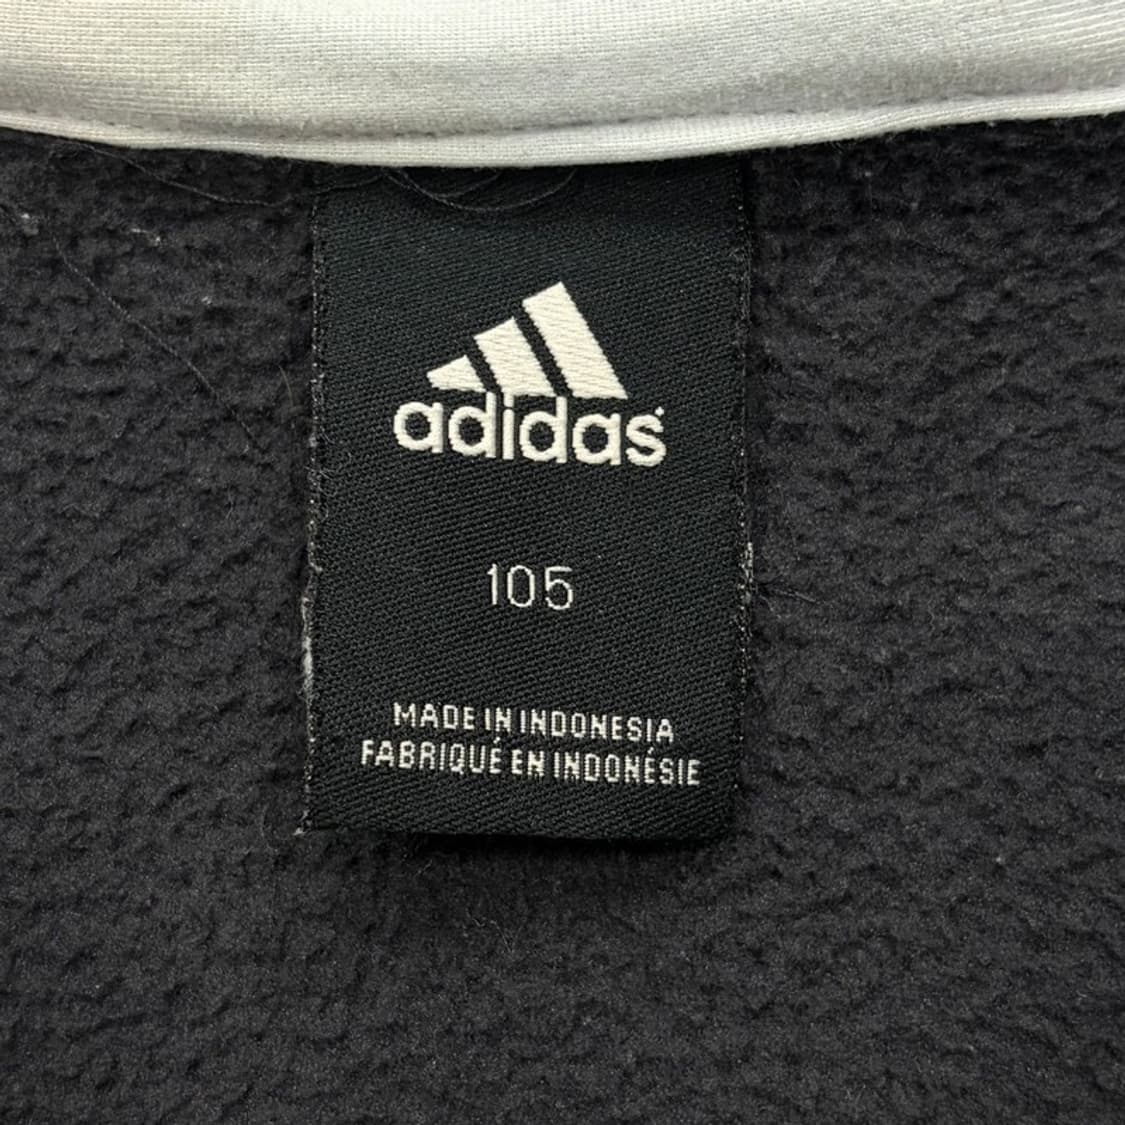 adidas
105
MADE IN INDONESIA
FABRIQUÉ EN INDONÉSIE